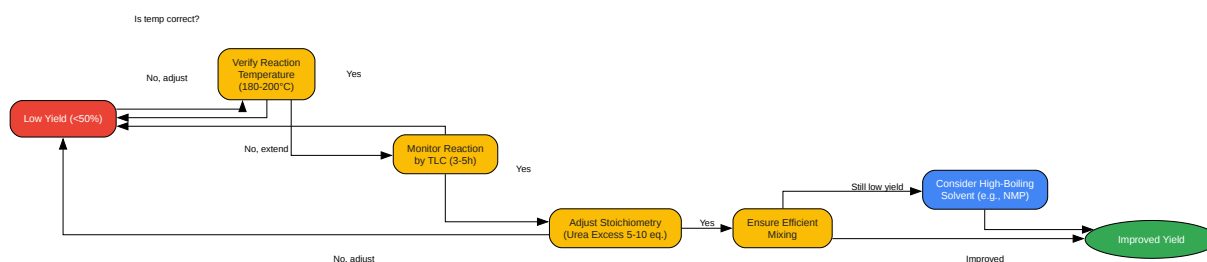 Is temp correct?
Verify Reaction
Temperature
(180-200°C)
No, adjust
Yes
Low Yield (<50%)
No, extend
Monitor Reaction
by TLC (3-5h)
Yes
Still low yield
Consider High-Boiling
Solvent (e.g., NMP)
Adjust Stoichiometry
(Urea Excess 5-10 eq.)
Yes
Ensure Efficient
Mixing
Improved Yield
No, adjust
Improved